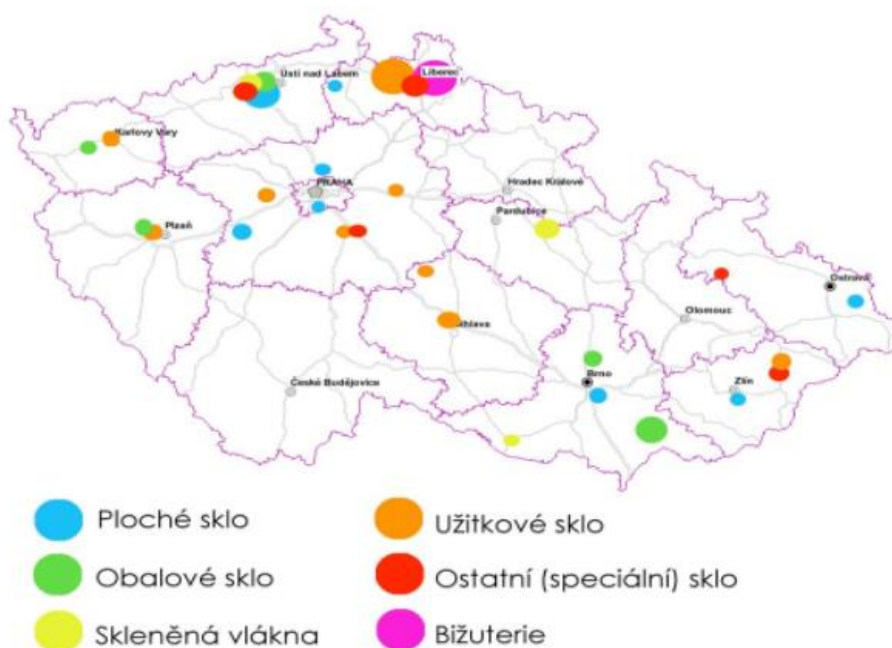 Ústí nad Labem
Liberec
Karlovy Vary
PRAHA
Hradec Králové
Pardubice
Plzeň
Ostrava
Olomouc
Jihlava
Zlín
Brno
České Budějovice
Ploché sklo
Užitkové sklo
Obalové sklo
Ostatní (speciální) sklo
Skleněná vlákna
Bižuterie